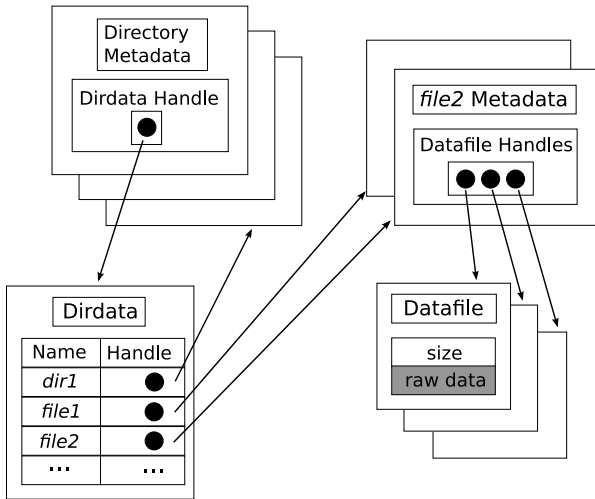 Directory
Metadata
Dirdata Handle
file2 Metadata
Datafile Handles
Dirdata
Name Handle
dir1
file1
file2
... ...
Datafile
size
raw data